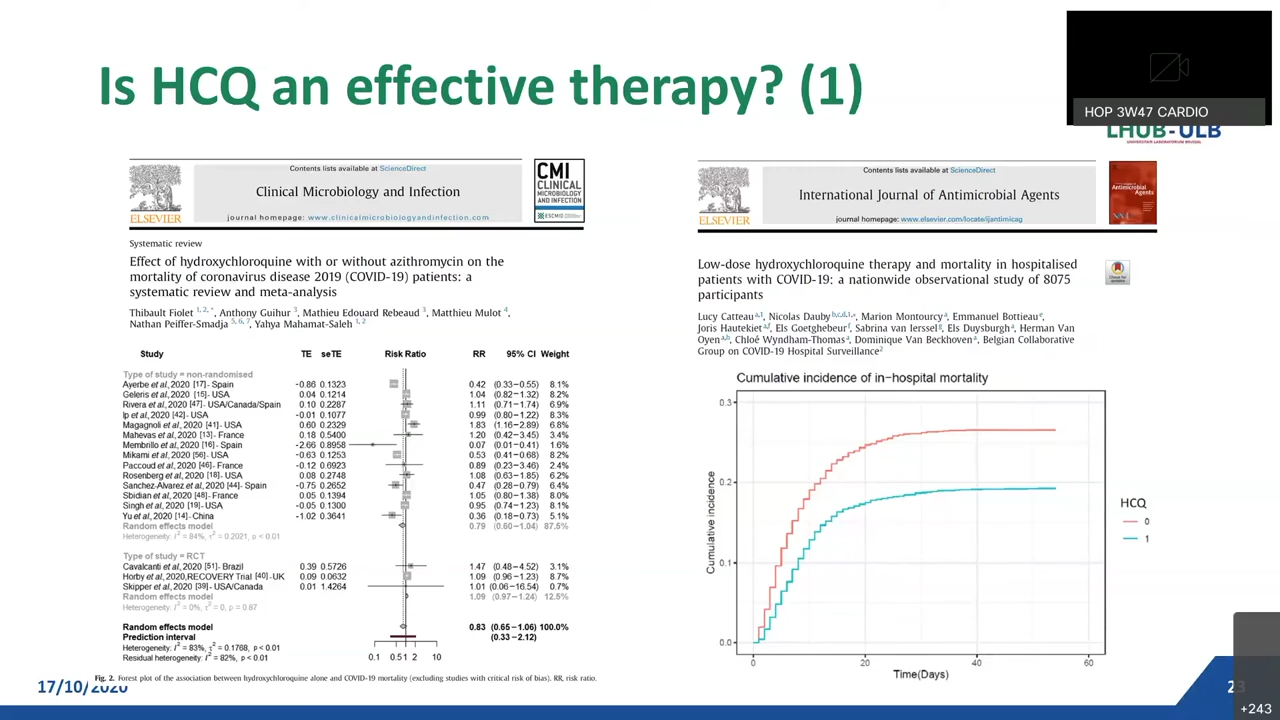 Is HCQ an effective therapy? (1)
HOP 3W47 CARDIO
LHUB-ULB
UNIVERSITAIR LABORATORIUM BRUSSEL
Contents lists available at ScienceDirect
Clinical Microbiology and Infection
journal homepage: www.clinicalmicrobiologyandinfection.com
ELSEVIER
CMI
CLINICAL
MICROBIOLOGY
AND INFECTION
ESCMID
Systematic review
Effect of hydroxychloroquine with or without azithromycin on the
mortality of coronavirus disease 2019 (COVID-19) patients: a
systematic review and meta-analysis
Thibault Fiolet 1, 2, *, Anthony Guihur 3, Mathieu Edouard Rebeaud 3, Matthieu Mulot 4,
Nathan Peiffer-Smadja 5, 6, 7, Yahya Mahamat-Saleh 1, 2
Study TE seTE Risk Ratio RR 95% CI Weight
Type of study = non-randomised
Ayerbe et al, 2020 [17] - Spain -0.86 0.1323 0.42 (0.33-0.55) 8.1%
Geleris et al, 2020 [15] - USA 0.04 0.1214 1.04 (0.82-1.32) 8.2%
Rivera et al, 2020 [47] - USA/Canada/Spain 0.10 0.2287 1.11 (0.71-1.74) 6.9%
Ip et al, 2020 [42] - USA -0.01 0.1077 0.99 (0.80-1.22) 8.3%
Magagnoli et al, 2020 [41] - USA 0.60 0.2329 1.83 (1.16-2.89) 6.8%
Mahevas et al, 2020 [13] - France 0.18 0.5400 1.20 (0.42-3.45) 3.4%
Membrillo et al, 2020 [16] - Spain -2.66 0.8958 0.07 (0.01-0.41) 1.6%
Mikami et al, 2020 [56] - USA -0.63 0.1253 0.53 (0.41-0.68) 8.2%
Paccoud et al, 2020 [46] - France -0.12 0.6923 0.89 (0.23-3.46) 2.4%
Rosenberg et al, 2020 [18] - USA 0.08 0.2748 1.08 (0.63-1.85) 6.2%
Sanchez-Alvarez et al, 2020 [44] - Spain -0.75 0.2652 0.47 (0.28-0.79) 6.4%
Sbidian et al, 2020 [48] - France 0.05 0.1394 1.05 (0.80-1.38) 8.0%
Singh et al, 2020 [19] - USA -0.05 0.1300 0.95 (0.74-1.23) 8.1%
Yu et al, 2020 [14] - China -1.02 0.3641 0.36 (0.18-0.73) 5.1%
Random effects model 0.79 (0.60-1.04) 87.5%
Heterogeneity: I² = 84%, τ² = 0.2021, p < 0.01
Type of study = RCT
Cavalcanti et al, 2020 [51] - Brazil 0.39 0.5726 1.47 (0.48-4.52) 3.1%
Horby et al, 2020, RECOVERY Trial [40] - UK 0.09 0.0632 1.09 (0.96-1.23) 8.7%
Skipper et al, 2020 [39] - USA/Canada 0.01 1.4264 1.01 (0.06-16.54) 0.7%
Random effects model 1.09 (0.97-1.24) 12.5%
Heterogeneity: I² = 0%, τ² = 0, p = 0.87
Random effects model 0.83 (0.65-1.06) 100.0%
Prediction interval (0.33-2.12)
Heterogeneity: I² = 83%, τ² = 0.1768, p < 0.01
Residual heterogeneity: I² = 82%, p < 0.01
0.1 0.5 1 2 10
Fig. 2. Forest plot of the association between hydroxychloroquine alone and COVID-19 mortality (excluding studies with critical risk of bias). RR, risk ratio.
Contents lists available at ScienceDirect
International Journal of Antimicrobial Agents
journal homepage: www.elsevier.com/locate/ijantimicag
ELSEVIER
Antimicrobial
Agents
Low-dose hydroxychloroquine therapy and mortality in hospitalised
patients with COVID-19: a nationwide observational study of 8075
participants
Check for
updates
Lucy Catteau a,1, Nicolas Dauby b,c,d,1,*, Marion Montourcy a, Emmanuel Bottieau e,
Joris Hautekiet a,f, Els Goetghebeur f, Sabrina van Ierssel g, Els Duysburgh a, Herman Van
Oyen a,h, Chloé Wyndham-Thomas a, Dominique Van Beckhoven a, Belgian Collaborative
Group on COVID-19 Hospital Surveillance 2
Cumulative incidence of in-hospital mortality
0.3
0.2
0.1
0.0
Cumulative incidence
0 20 40 60
Time(Days)
HCQ
0
1
17/10/2020
23
+243